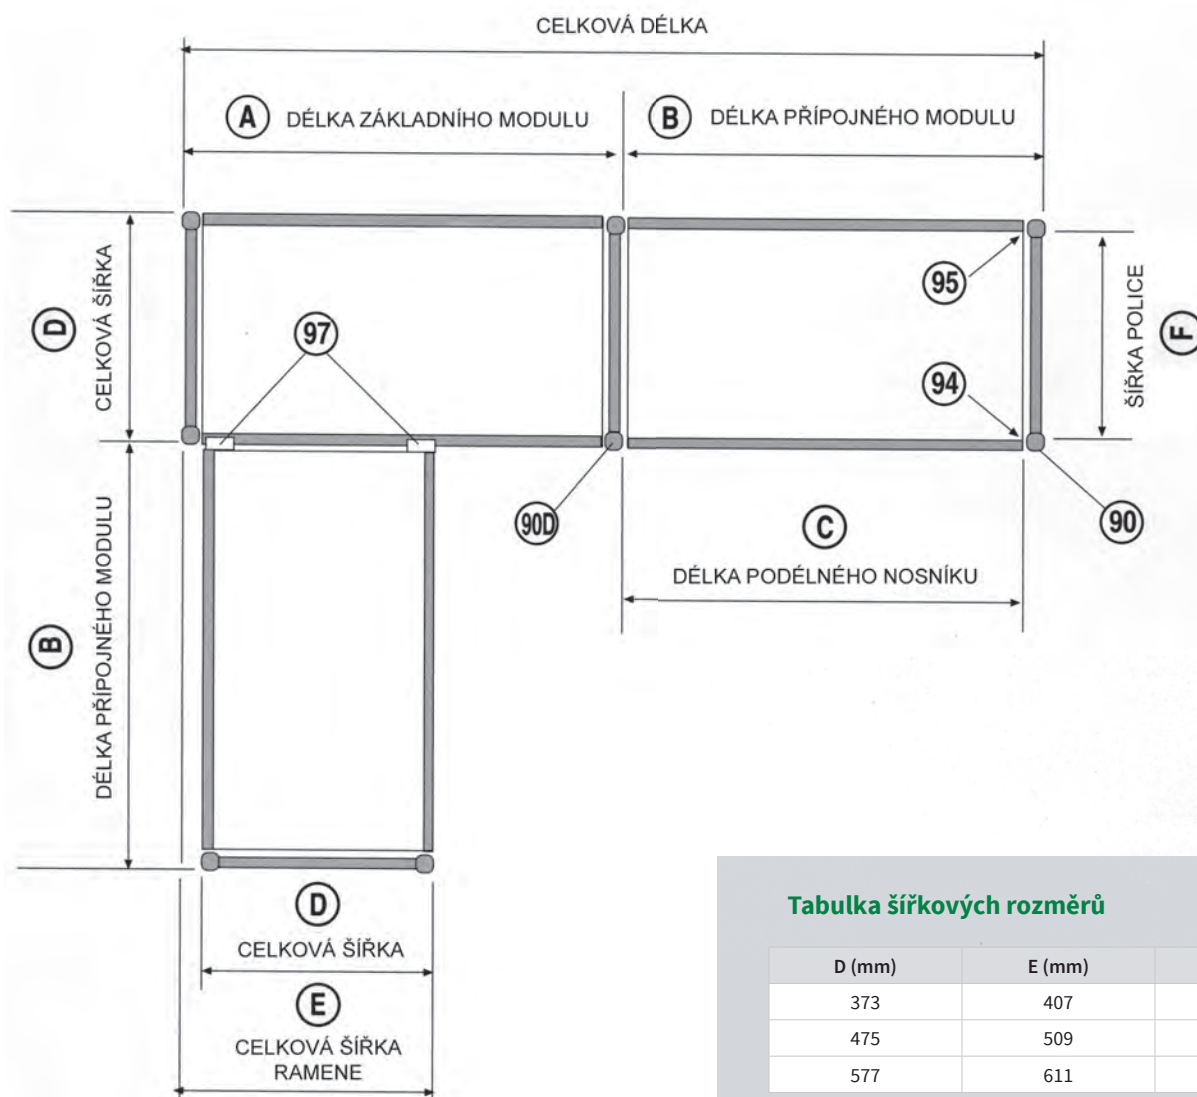 CELKOVÁ DÉLKA
A DÉLKA ZÁKLADNÍHO MODULU
B DÉLKA PŘÍPOJNÉHO MODULU
D
CELKOVÁ ŠÍŘKA
97
95
94
ŠÍŘKA POLICE
F
90D
90
C
DÉLKA PODÉLNÉHO NOSNÍKU
B
DÉLKA PŘÍPOJNÉHO MODULU
D
CELKOVÁ ŠÍŘKA
E
CELKOVÁ ŠÍŘKA
RAMENE
Tabulka šířkových rozměrů
D (mm) E (mm)
373 407
475 509
577 611